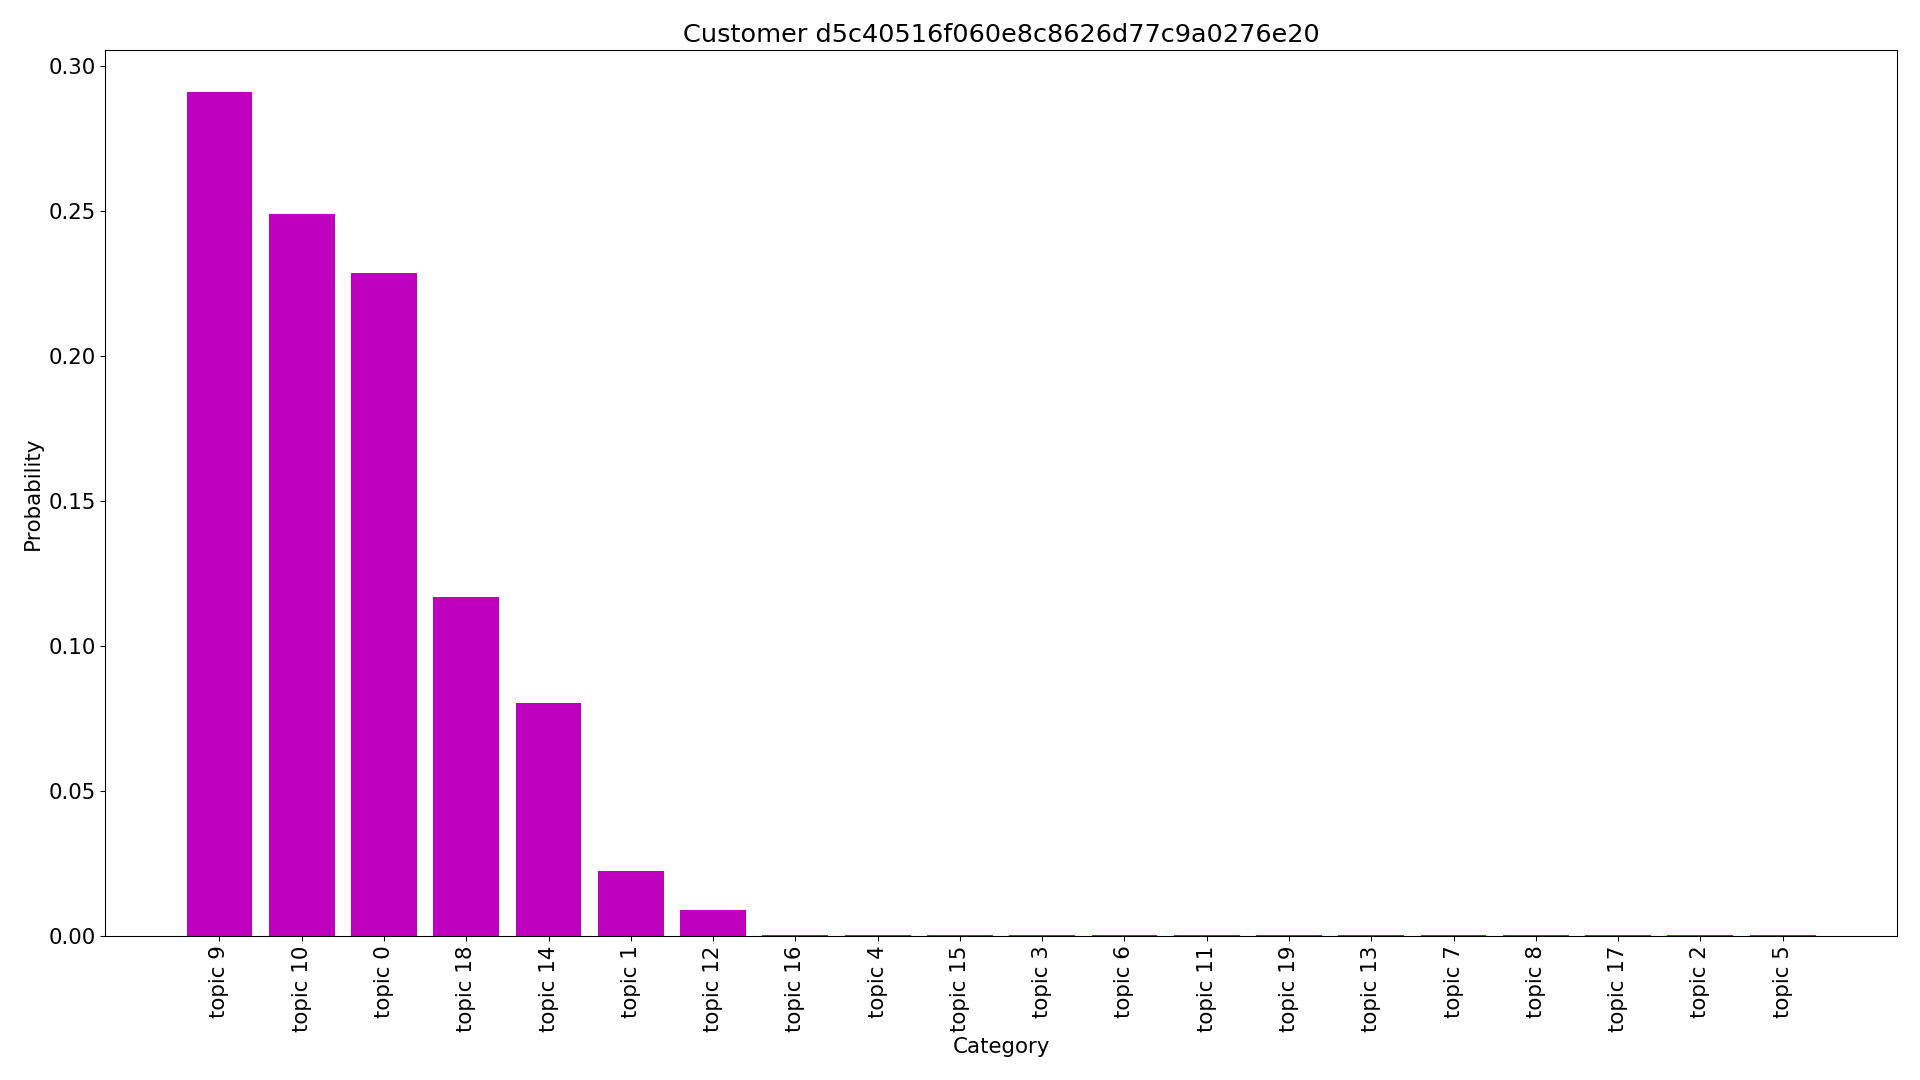 Customer d5c40516f060e8c8626d77c9a0276e20
Probability
0.30
0.25
0.20
0.15
0.10
0.05
0.00
topic 9
topic 10
topic 0
topic 18
topic 14
topic 1
topic 12
topic 16
topic 4
topic 15
topic 3
topic 6
topic 11
topic 19
topic 13
topic 7
topic 8
topic 17
topic 2
topic 5
Category